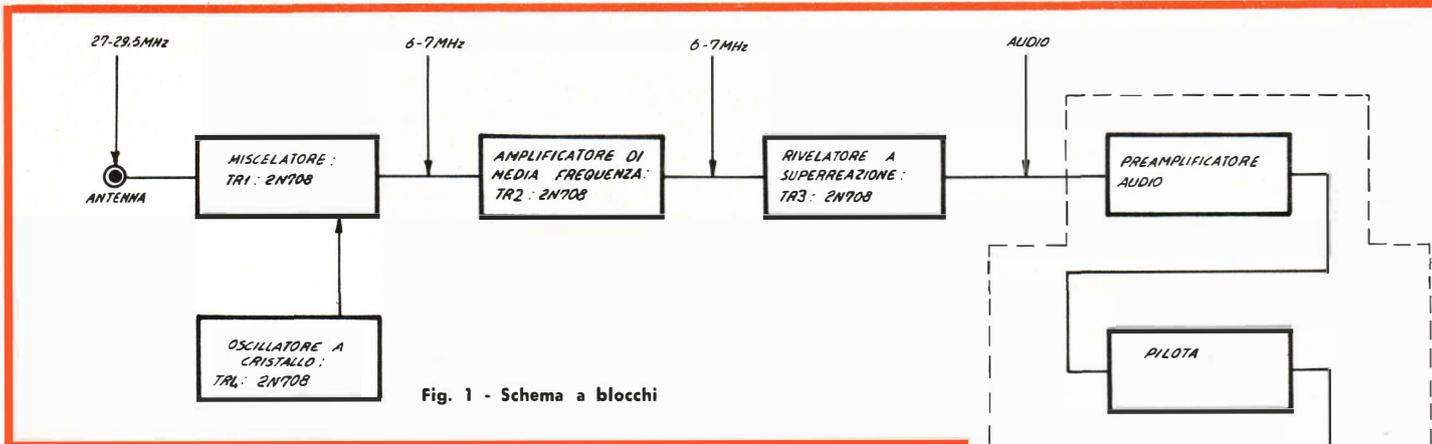 27-29,5MHz
6-7MHz
6-7MHz
AUDIO
ANTENNA
MISCELATORE:
TR1: 2N708
AMPLIFICATORE DI
MEDIA FREQUENZA:
TR2: 2N708
RIVELATORE A
SUPERREAZIONE:
TR3: 2N708
PREAMPLIFICATORE
AUDIO
OSCILLATORE A
CRISTALLO:
TR4: 2N708
PILOTA
Fig. 1 - Schema a blocchi